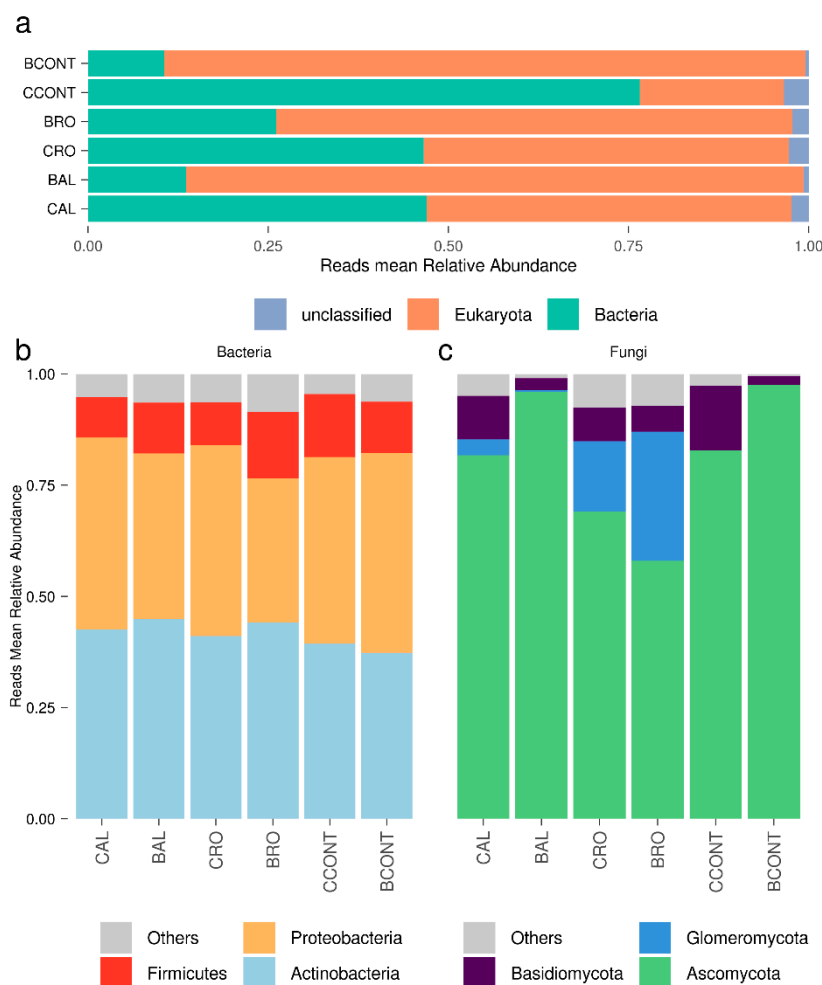 a
BCONT
CCONT
BRO
CRO
BAL
CAL
0.00 0.25 0.50 0.75 1.00
Reads mean Relative Abundance
unclassified Eukaryota Bacteria
b Bacteria
1.00
0.75
0.50
0.25
0.00
Reads Mean Relative Abundance
CAL BAL CRO BRO CCONT BCONT
Others Proteobacteria
Firmicutes Actinobacteria
c Fungi
CAL BAL CRO BRO CCONT BCONT
Others Glomeromycota
Basidiomycota Ascomycota